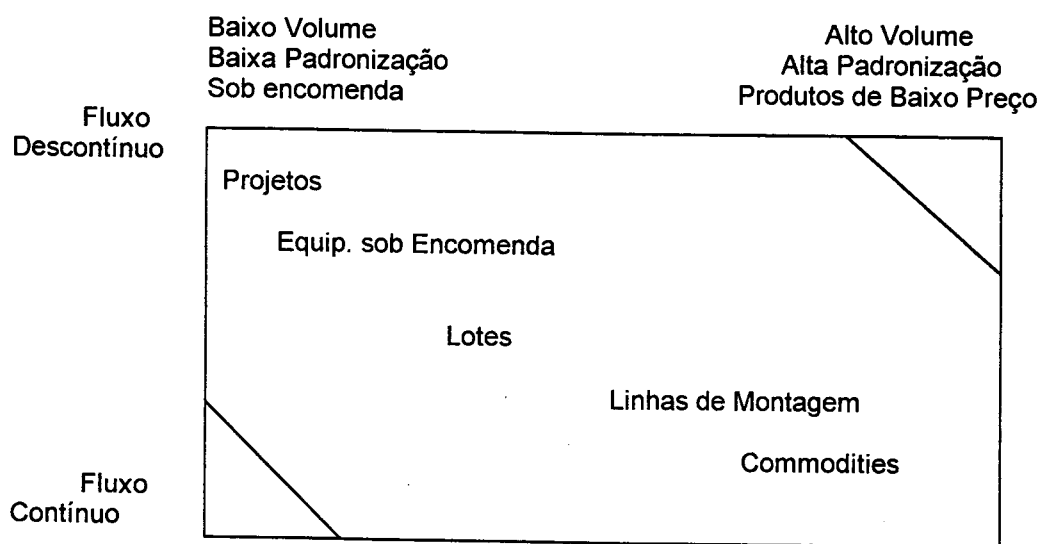 Baixo Volume
Baixa Padronização
Sob encomenda
Alto Volume
Alta Padronização
Produtos de Baixo Preço
Fluxo
Descontínuo
Projetos
Equip. sob Encomenda
Lotes
Linhas de Montagem
Commodities
Fluxo
Contínuo